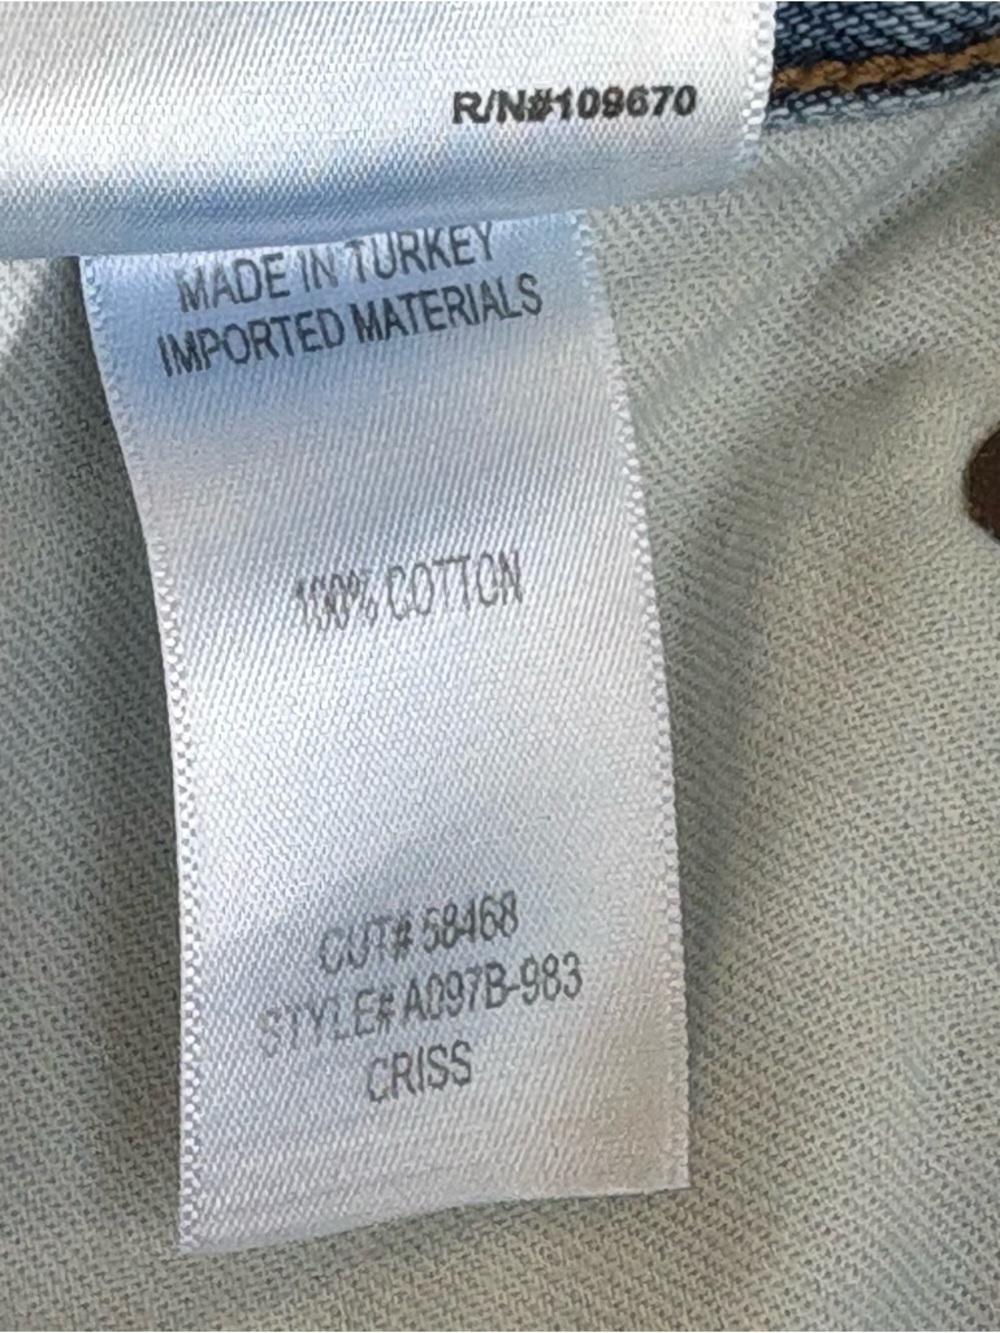 R/N#109670
MADE IN TURKEY
IMPORTED MATERIALS
100% COTTON
CUT# 58468
STYLE# A097B-983
CRISS